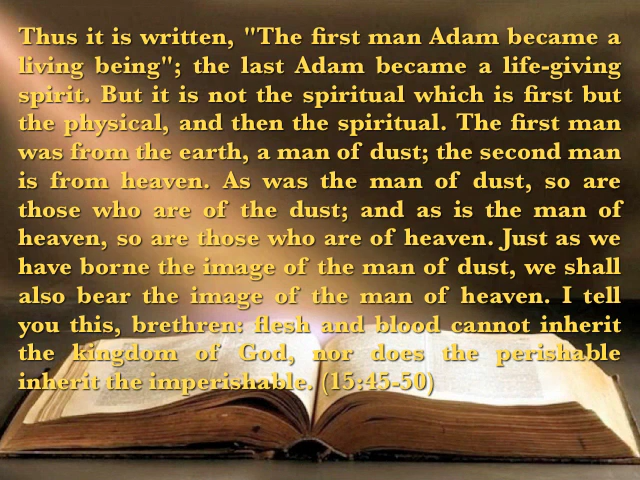 Thus it is written, "The first man Adam became a
living being"; the last Adam became a life-giving
spirit. But it is not the spiritual which is first but
the physical, and then the spiritual. The first man
was from the earth, a man of dust; the second man
is from heaven. As was the man of dust, so are
those who are of the dust; and as is the man of
heaven, so are those who are of heaven. Just as we
have borne the image of the man of dust, we shall
also bear the image of the man of heaven. I tell
you this, brethren: flesh and blood cannot inherit
the kingdom of God, nor does the perishable
inherit the imperishable. (15:45-50)